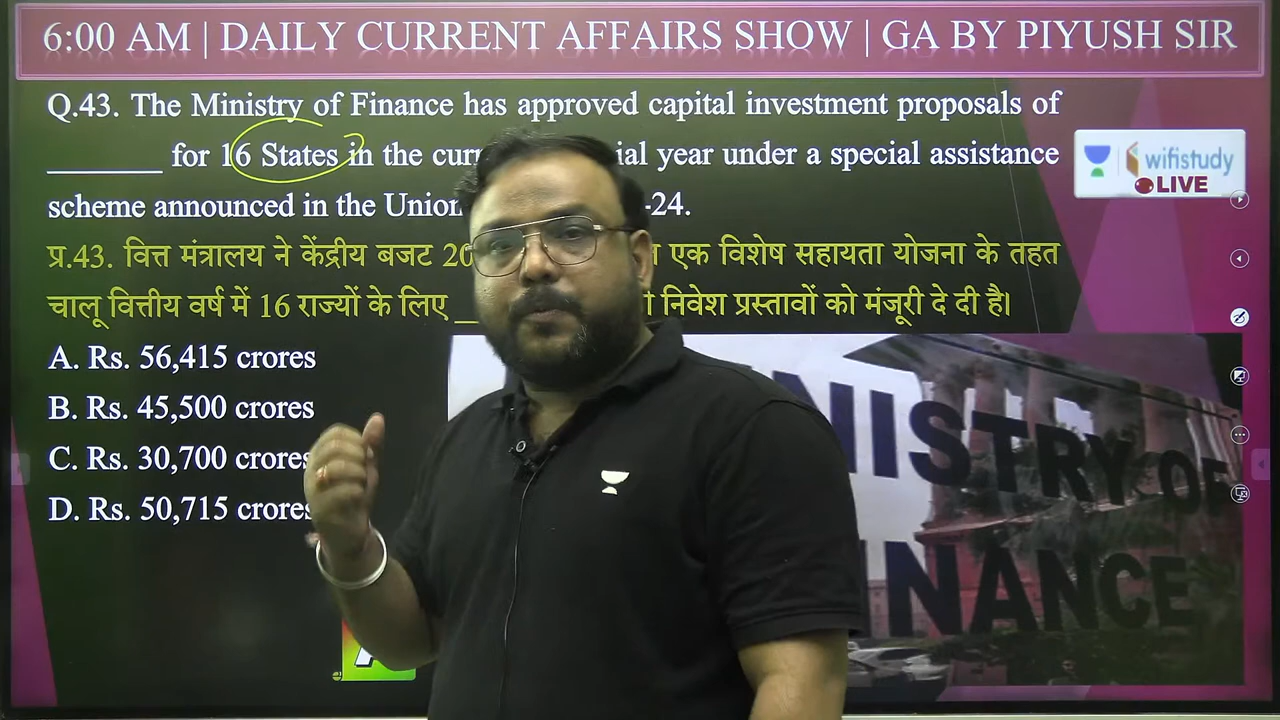 6:00 AM | DAILY CURRENT AFFAIRS SHOW | GA BY PIYUSH SIR
Q.43. The Ministry of Finance has approved capital investment proposals of
_______ for 16 States in the ial year under a special assistance
scheme announced in the Union -24.
प्र.43. वित्त मंत्रालय ने केंद्रीय बजट 20 एक विशेष सहायता योजना के तहत
चालू वित्तीय वर्ष में 16 राज्यों के लिए निवेश प्रस्तावों को मंजूरी दे दी है।
A. Rs. 56,415 crores
B. Rs. 45,500 crores
C. Rs. 30,700 crores
D. Rs. 50,715 crores
wifistudy
LIVE
NISTRY OF
INANCE